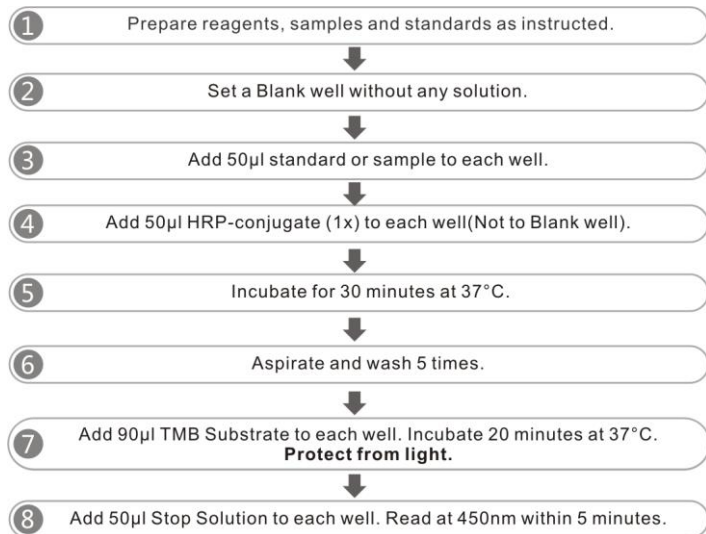 1 Prepare reagents, samples and standards as instructed.
2 Set a Blank well without any solution.
3 Add 50µl standard or sample to each well.
4 Add 50µl HRP-conjugate (1x) to each well(Not to Blank well).
5 Incubate for 30 minutes at 37°C.
6 Aspirate and wash 5 times.
7 Add 90µl TMB Substrate to each well. Incubate 20 minutes at 37°C.
Protect from light.
8 Add 50µl Stop Solution to each well. Read at 450nm within 5 minutes.